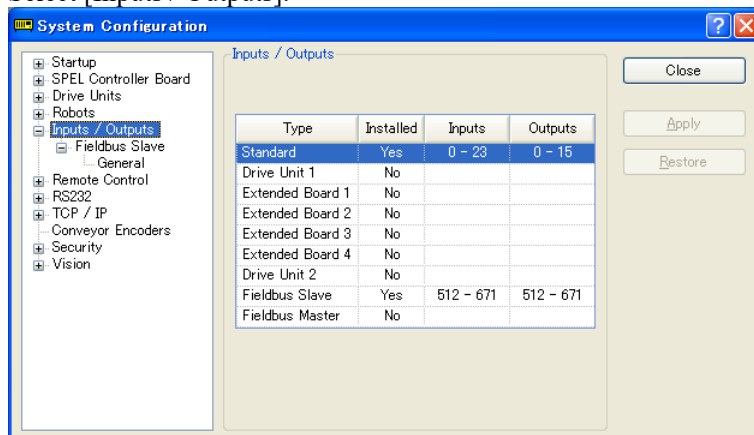 Select [Inputs / Outputs].
System Configuration
Startup
SPEL Controller Board
Drive Units
Robots
Inputs / Outputs
Fieldbus Slave
General
Remote Control
RS232
TCP / IP
Conveyor Encoders
Security
Vision
Inputs / Outputs
Type Installed Inputs Outputs
Standard Yes 0 - 23 0 - 15
Drive Unit 1 No
Extended Board 1 No
Extended Board 2 No
Extended Board 3 No
Extended Board 4 No
Drive Unit 2 No
Fieldbus Slave Yes 512 - 671 512 - 671
Fieldbus Master No
Close
Apply
Restore